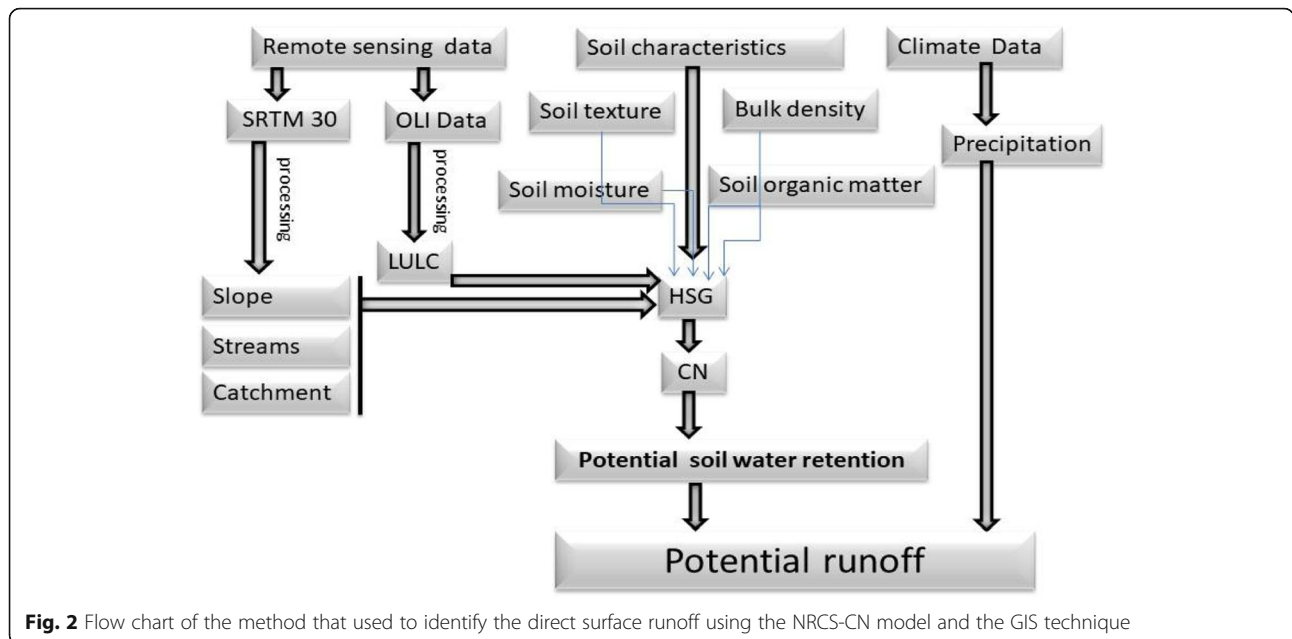 Remote sensing data
Soil characteristics
Climate Data
SRTM 30
OLI Data
Soil texture
Bulk density
Precipitation
processing
processing
Soil moisture
Soil organic matter
LULC
Slope
HSG
Streams
CN
Catchment
Potential soil water retention
Potential runoff
Fig. 2 Flow chart of the method that used to identify the direct surface runoff using the NRCS-CN model and the GIS technique